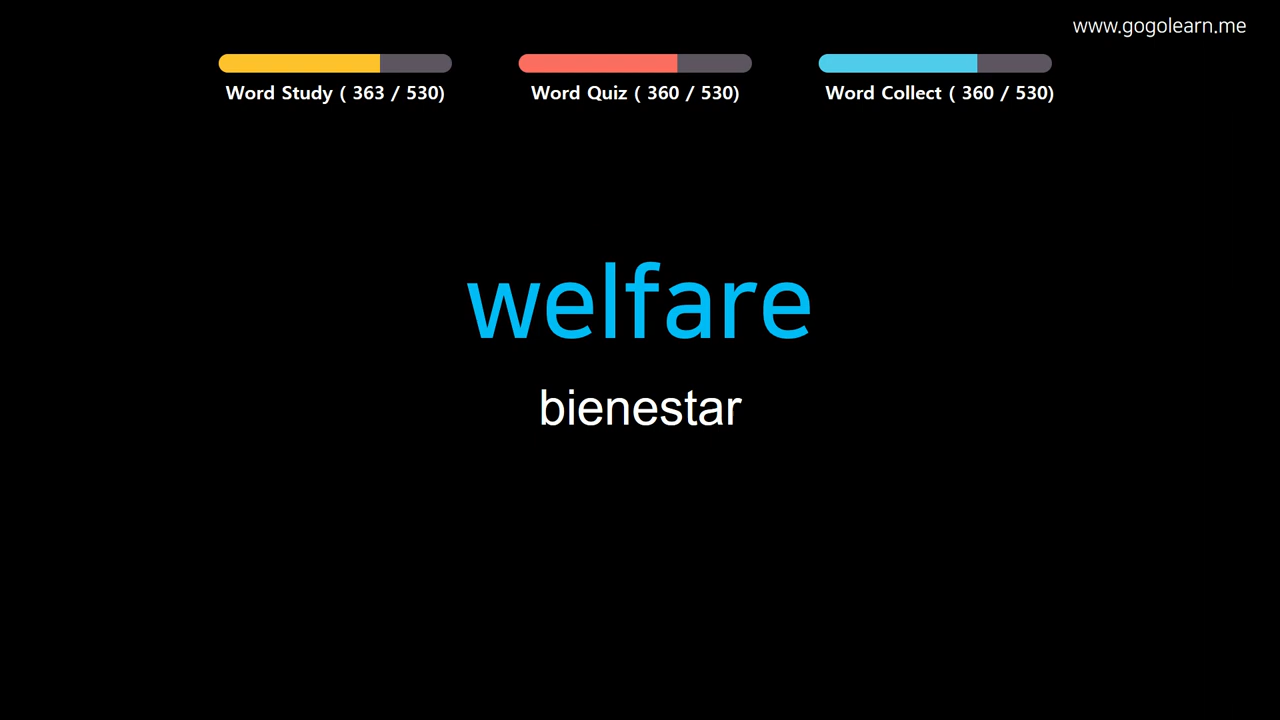 www.gogolearn.me
Word Study ( 363 / 530)
Word Quiz ( 360 / 530)
Word Collect ( 360 / 530)
welfare
bienestar